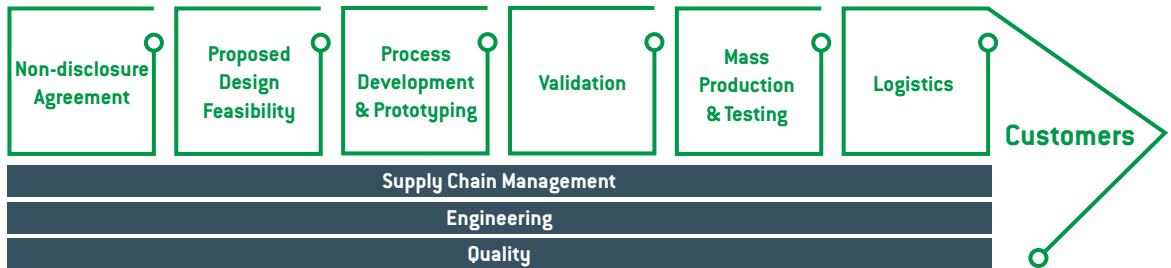 Non-disclosure
Agreement
Proposed
Design
Feasibility
Process
Development
& Prototyping
Validation
Mass
Production
& Testing
Logistics
Customers
Supply Chain Management
Engineering
Quality